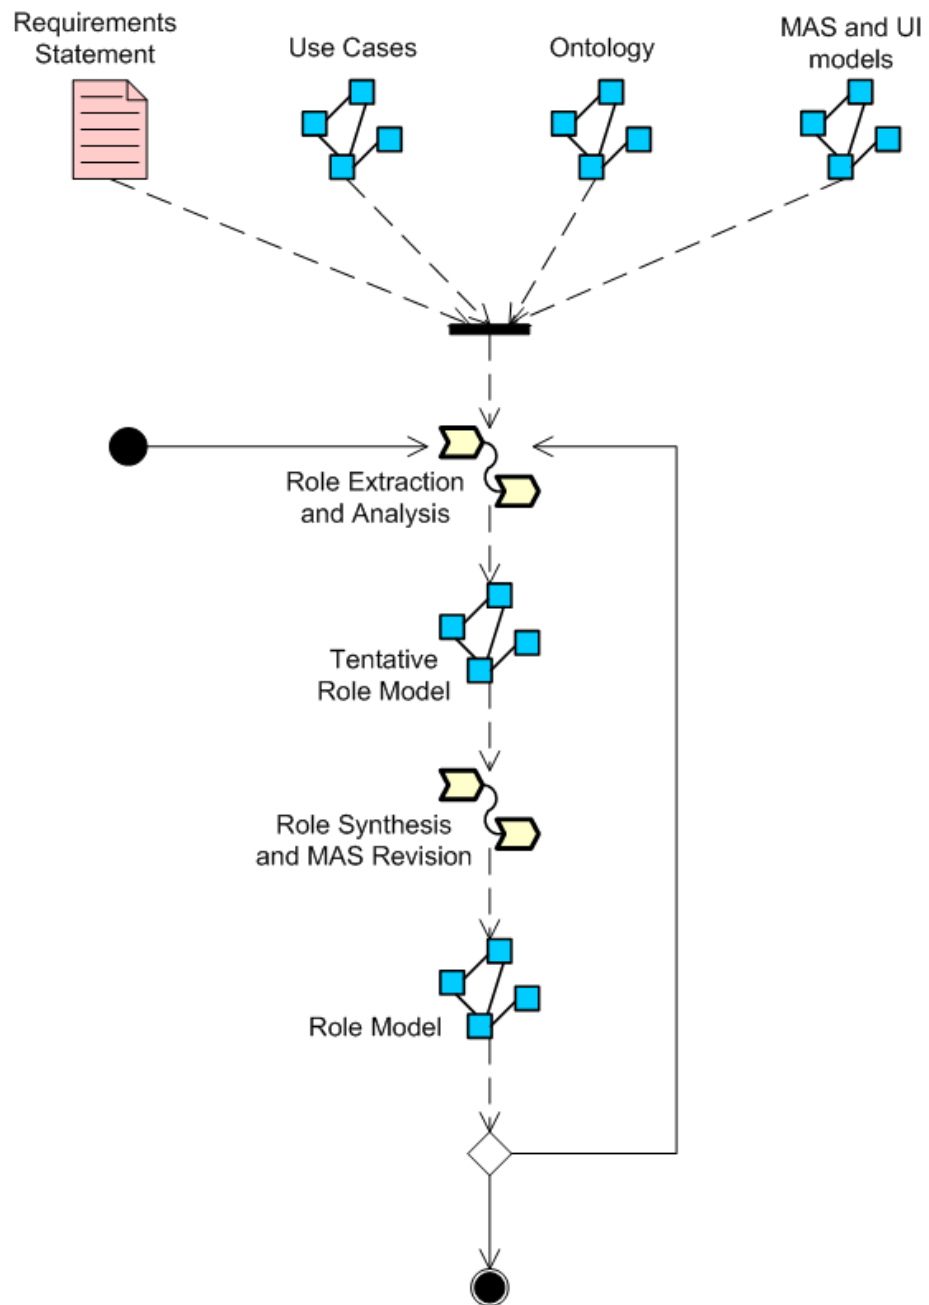 Requirements
Statement
Use Cases
Ontology
MAS and UI
models
Role Extraction
and Analysis
Tentative
Role Model
Role Synthesis
and MAS Revision
Role Model